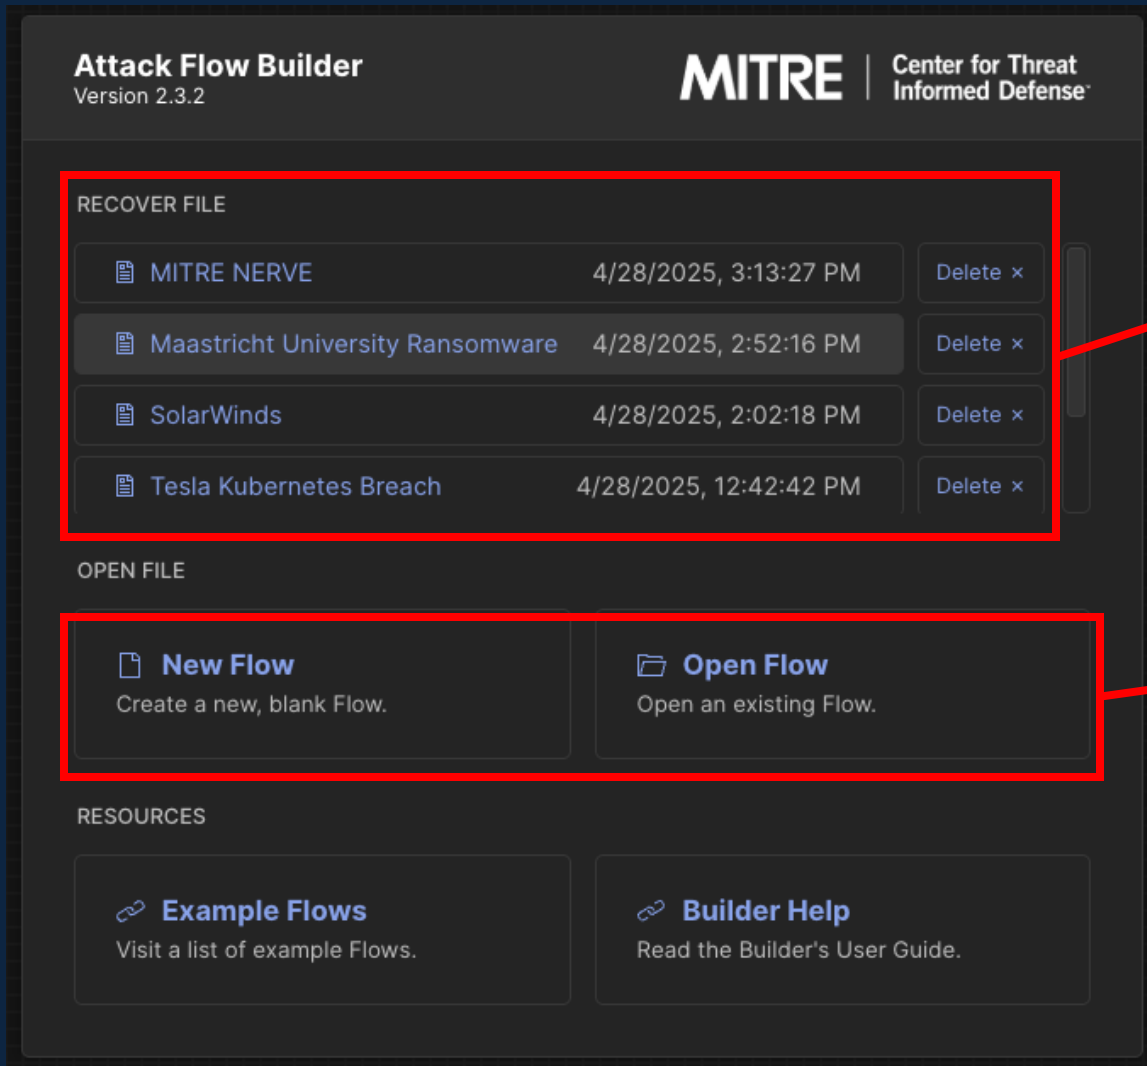 Attack Flow Builder
Version 2.3.2
MITRE | Center for Threat
Informed Defense™
RECOVER FILE
MITRE NERVE 4/28/2025, 3:13:27 PM Delete ×
Maastricht University Ransomware 4/28/2025, 2:52:16 PM Delete ×
SolarWinds 4/28/2025, 2:02:18 PM Delete ×
Tesla Kubernetes Breach 4/28/2025, 12:42:42 PM Delete ×
OPEN FILE
New Flow
Create a new, blank Flow.
Open Flow
Open an existing Flow.
RESOURCES
Example Flows
Visit a list of example Flows.
Builder Help
Read the Builder's User Guide.